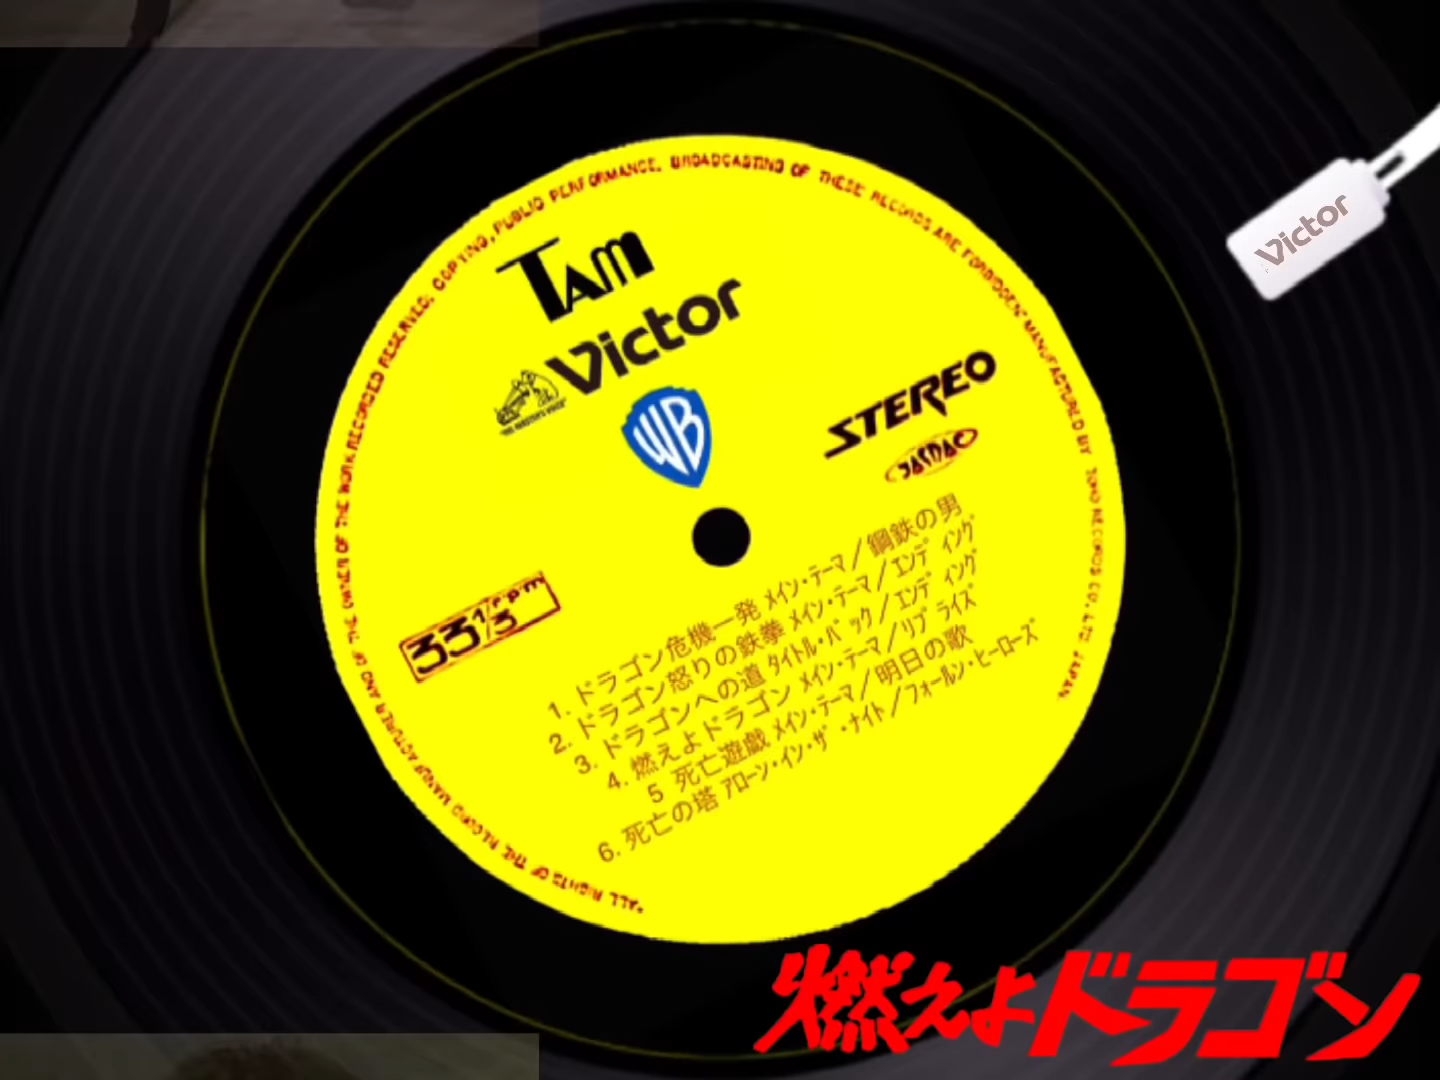 "ALL RIGHTS OF THE RECORD MANUFACTURER AND OF THE OWNER OF THE WORK RECORDED RESERVED. COPYING, PUBLIC PERFORMANCE, BROADCASTING OF THESE RECORDS ARE FORBIDDEN" MANUFACTURED BY TOHO RECORDS CO., LTD. JAPAN.
TAM
Victor
"HIS MASTER'S VOICE"
WB
STEREO
JASRAC
33 1/3 rpm
1. ドラゴン危機一発 メイン・テーマ/鋼鉄の男
2. ドラゴン怒りの鉄拳 メイン・テーマ/エンディング
3. ドラゴンへの道 タイトル・バック/エンディング
4. 燃えよドラゴン メイン・テーマ/リプライズ
5 死亡遊戯 メイン・テーマ/明日の歌
6. 死亡の塔 アローン・イン・ザ・ナイト/フォールン・ヒーローズ
Victor
燃えよドラゴン